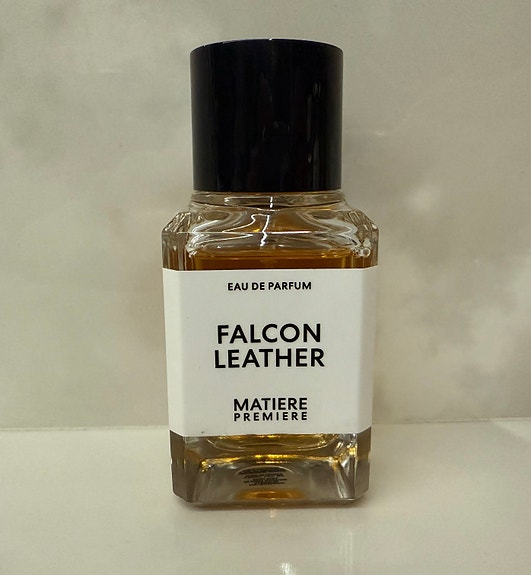 EAU DE PARFUM
FALCON
LEATHER
MATIERE
PREMIERE